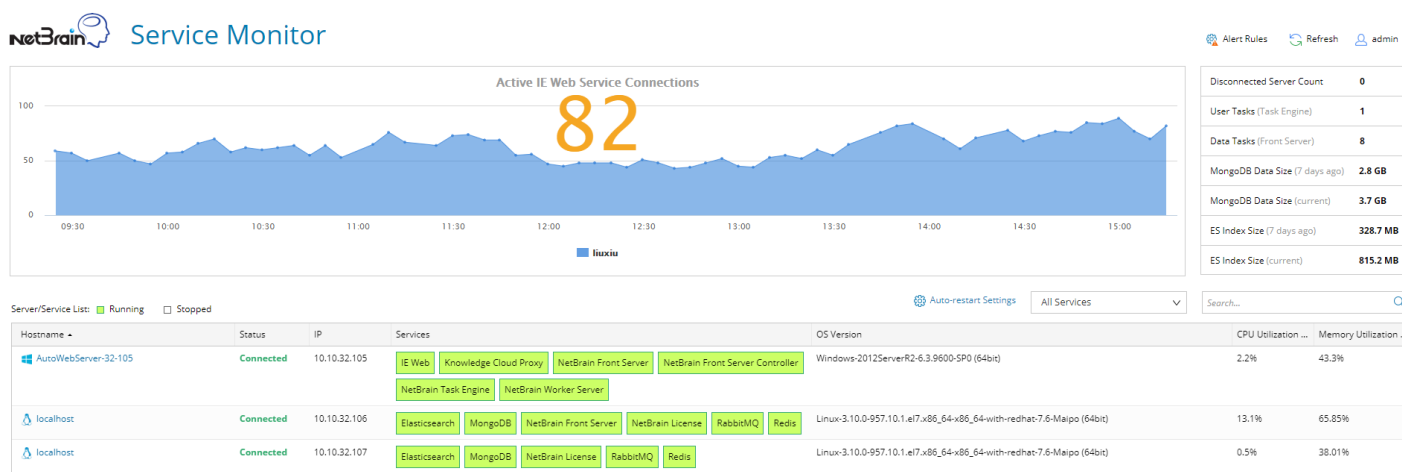 NetBrain Service Monitor
Alert Rules Refresh admin
Active IE Web Service Connections
82
100
50
0
09:30 10:00 10:30 11:00 11:30 12:00 12:30 13:00 13:30 14:00 14:30 15:00
liuxiu
Disconnected Server Count 0
User Tasks (Task Engine) 1
Data Tasks (Front Server) 8
MongoDB Data Size (7 days ago) 2.8 GB
MongoDB Data Size (current) 3.7 GB
ES Index Size (7 days ago) 328.7 MB
ES Index Size (current) 815.2 MB
Server/Service List: Running Stopped Auto-restart Settings All Services Search...
Hostname Status IP Services OS Version CPU Utilization ... Memory Utilization ...
AutoWebServer-32-105 Connected 10.10.32.105 IE Web Knowledge Cloud Proxy NetBrain Front Server NetBrain Front Server Controller Windows-2012ServerR2-6.3.9600-SP0 (64bit) 2.2% 43.3%
NetBrain Task Engine NetBrain Worker Server
localhost Connected 10.10.32.106 Elasticsearch MongoDB NetBrain Front Server NetBrain License RabbitMQ Redis Linux-3.10.0-957.10.1.el7.x86_64-x86_64-with-redhat-7.6-Maipo (64bit) 13.1% 65.85%
localhost Connected 10.10.32.107 Elasticsearch MongoDB NetBrain License RabbitMQ Redis Linux-3.10.0-957.10.1.el7.x86_64-x86_64-with-redhat-7.6-Maipo (64bit) 0.5% 38.01%